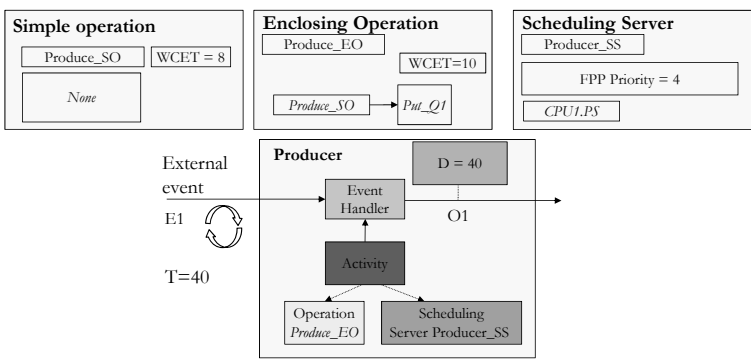 Simple operation
Produce_SO
WCET = 8
None
Enclosing Operation
Produce_EO
WCET=10
Produce_SO
Put_Q1
Scheduling Server
Producer_SS
FPP Priority = 4
CPU1.PS
External
event
E1
T=40
Producer
D = 40
Event
Handler
O1
Activity
Operation
Produce_EO
Scheduling
Server Producer_SS